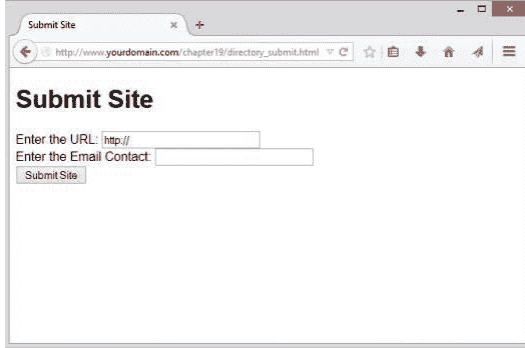 Submit Site
http://www.yourdomain.com/chapter19/directory_submit.html
Submit Site
Enter the URL: http://
Enter the Email Contact:
Submit Site